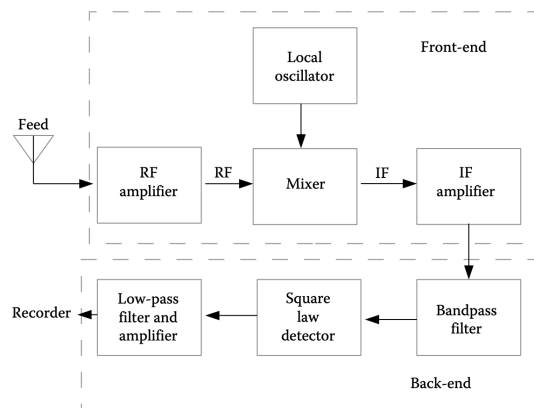 Front-end
Local
oscillator
Feed
RF
amplifier
RF
Mixer
IF
IF
amplifier
Recorder
Low-pass
filter and
amplifier
Square
law
detector
Bandpass
filter
Back-end